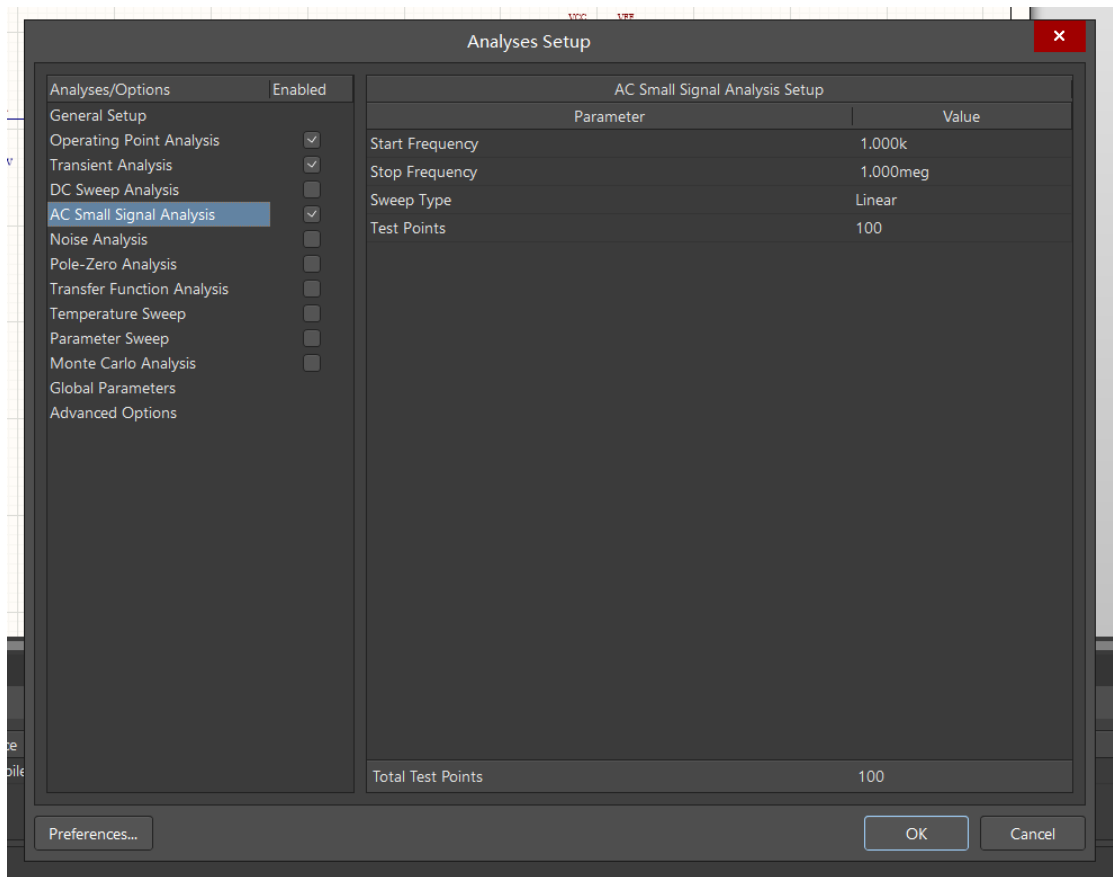 VCC VEE
Analyses Setup
Analyses/Options Enabled
AC Small Signal Analysis Setup
General Setup
Parameter Value
Operating Point Analysis
Start Frequency 1.000k
Transient Analysis
Stop Frequency 1.000meg
DC Sweep Analysis
Sweep Type Linear
AC Small Signal Analysis
Test Points 100
Noise Analysis
Pole-Zero Analysis
Transfer Function Analysis
Temperature Sweep
Parameter Sweep
Monte Carlo Analysis
Global Parameters
Advanced Options
Total Test Points 100
Preferences...
OK
Cancel